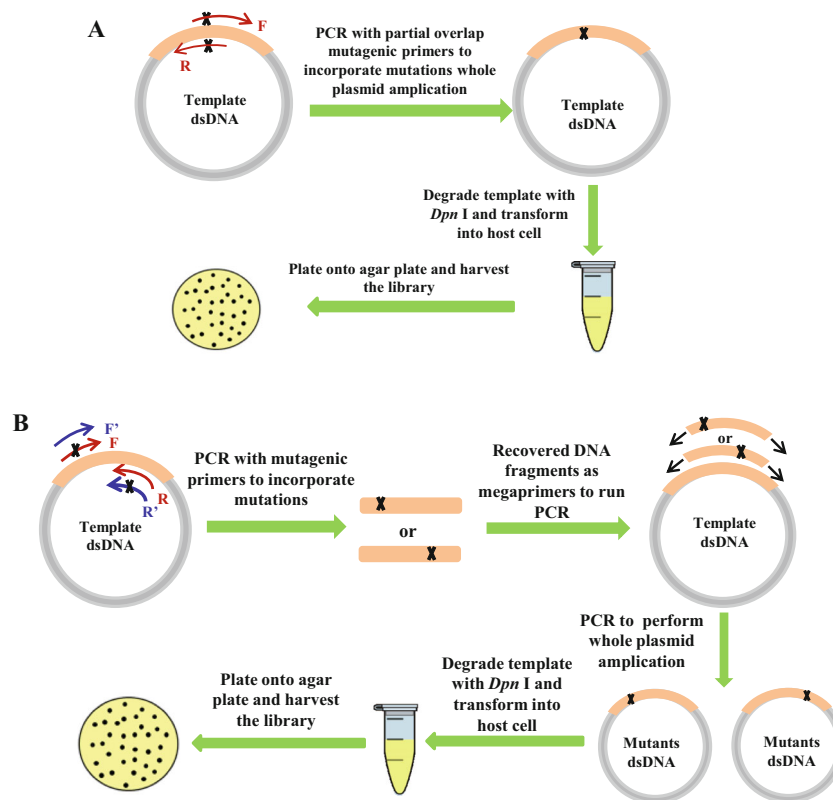 A
F
R
Template
dsDNA
PCR with partial overlap
mutagenic primers to
incorporate mutations whole
plasmid amplication
Template
dsDNA
Degrade template with
Dpn I and transform
into host cell
Plate onto agar plate and harvest
the library
B
F'
F
R
R'
Template
dsDNA
PCR with mutagenic
primers to incorporate
mutations
or
Recovered DNA
fragments as
megaprimers to run
PCR
or
Template
dsDNA
PCR to perform
whole plasmid
amplication
Mutants
dsDNA
Mutants
dsDNA
Degrade template
with Dpn I and
transform into
host cell
Plate onto agar
plate and harvest
the library